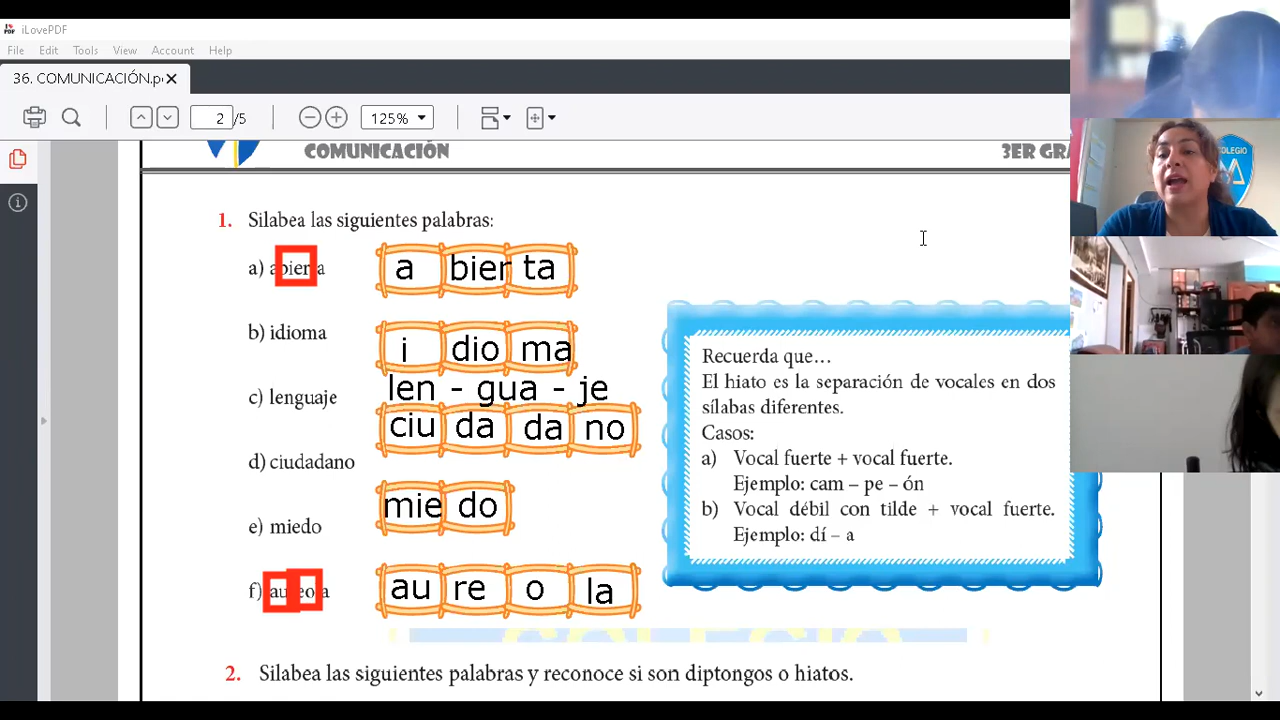 iLovePDF
File Edit Tools View Account Help
36. COMUNICACIÓN.p
2 /5 125%
COMUNICACIÓN 3ER GRA
COLEGIO
1. Silabea las siguientes palabras:
a) abierta a bier ta
b) idioma i dio ma
c) lenguaje len - gua - je
ciu da da no
d) ciudadano
e) miedo mie do
f) aureola au re o la
Recuerda que…
El hiato es la separación de vocales en dos
sílabas diferentes.
Casos:
a) Vocal fuerte + vocal fuerte.
Ejemplo: cam – pe – ón
b) Vocal débil con tilde + vocal fuerte.
Ejemplo: dí – a
2. Silabea las siguientes palabras y reconoce si son diptongos o hiatos.